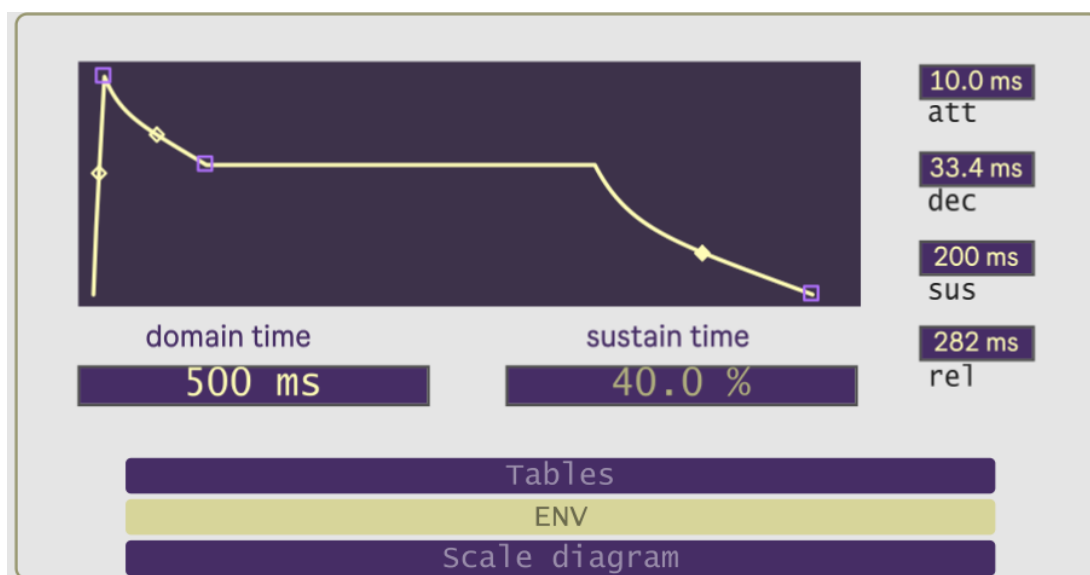 10.0 ms
att
33.4 ms
dec
200 ms
sus
282 ms
rel
domain time
sustain time
500 ms
40.0 %
Tables
ENV
Scale diagram